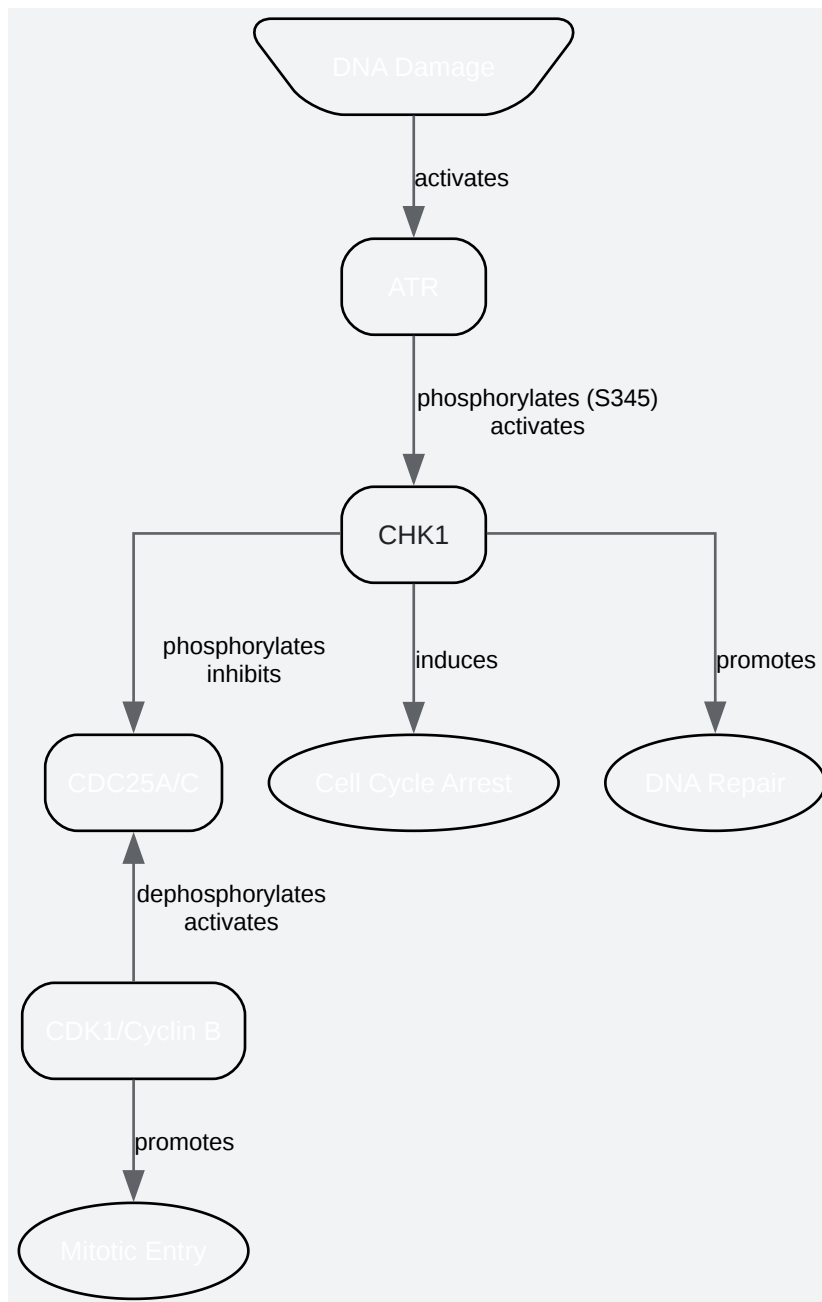 DNA Damage
activates
ATR
phosphorylates (S345)
activates
CHK1
phosphorylates
inhibits
induces
promotes
CDC25A/C
Cell Cycle Arrest
DNA Repair
dephosphorylates
activates
CDK1/Cyclin B
promotes
Mitotic Entry